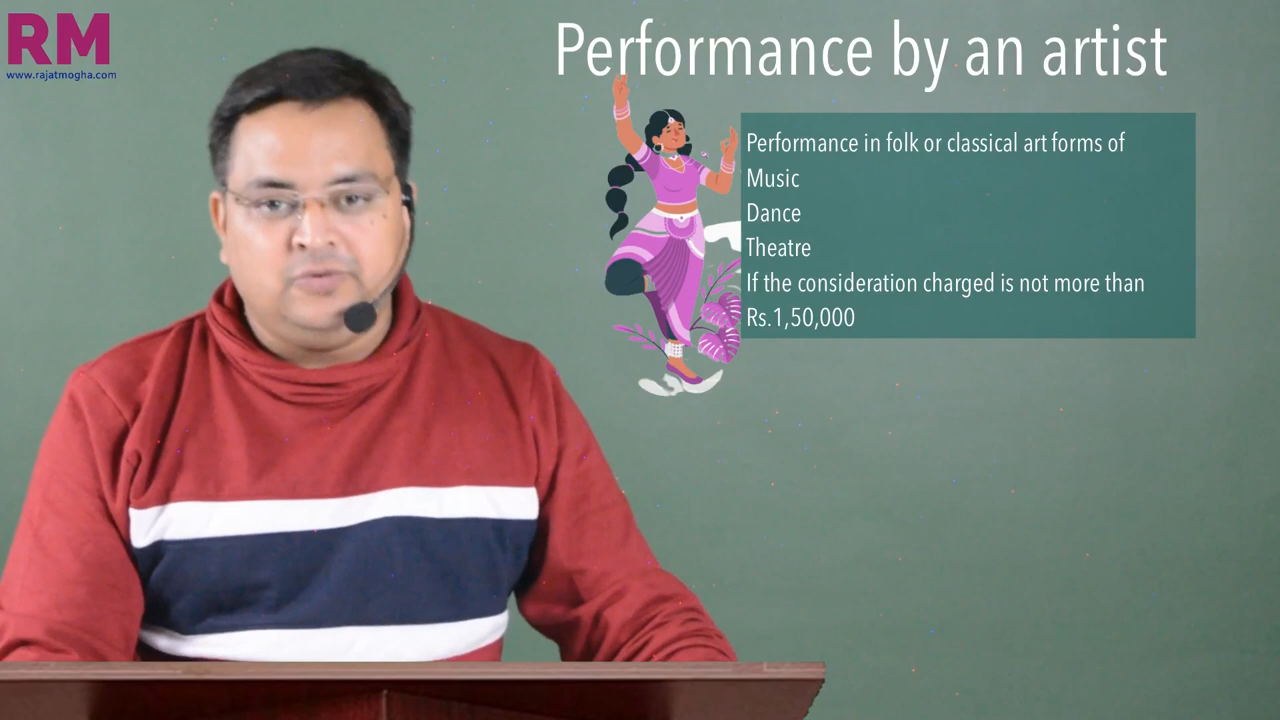 RM
www.rajatmogha.com
Performance by an artist
Performance in folk or classical art forms of
Music
Dance
Theatre
If the consideration charged is not more than
Rs.1,50,000